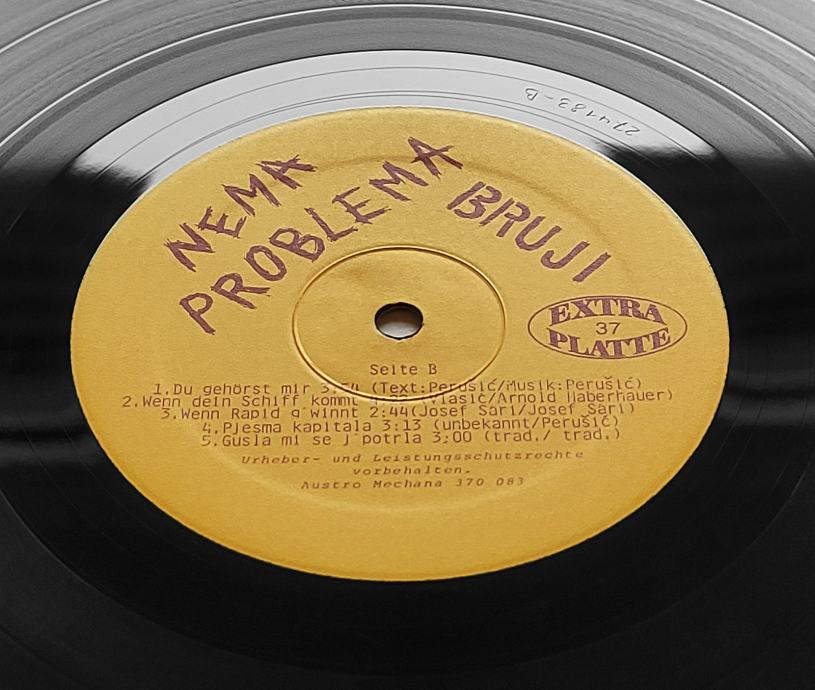 274183-B
NEMA
PROBLEMA
BRUJI
EXTRA
37
PLATTE
Seite B
1.Du gehörst mir 3:54 (Text:Perušić/Musik:Perušić)
2.Wenn dein Schiff kommt (Vlasic/Arnold Haberhauer)
3.Wenn Rapid g'winnt 2:44(Josef Sari/Josef Sari)
4.Pjesma kapitala 3:13 (unbekannt/Perušić)
5.Gusla mi se j'potrla 3:00 (trad./ trad.)
Urheber- und Leistungsschutzrechte
vorbehalten.
Austro Mechana 370 083